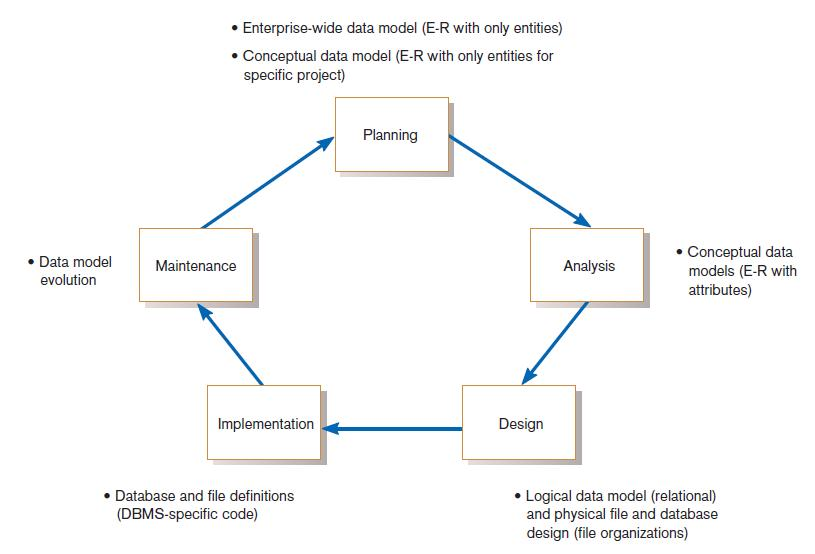 • Enterprise-wide data model (E-R with only entities)
• Conceptual data model (E-R with only entities for
specific project)
Planning
• Data model
evolution
Maintenance
Analysis
• Conceptual data
models (E-R with
attributes)
Implementation
Design
• Database and file definitions
(DBMS-specific code)
• Logical data model (relational)
and physical file and database
design (file organizations)